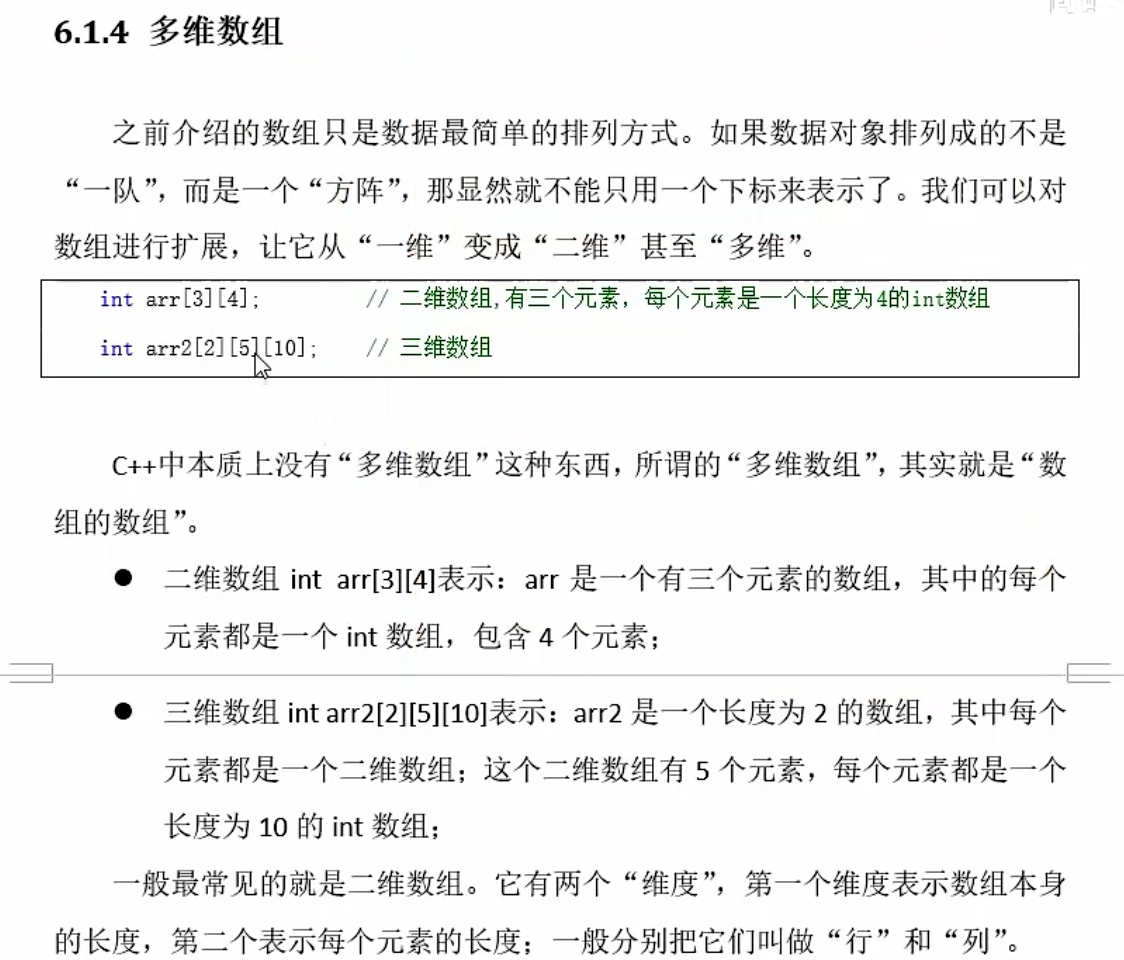 6.1.4 多维数组
之前介绍的数组只是数据最简单的排列方式。如果数据对象排列成的不是
“一队”，而是一个“方阵”，那显然就不能只用一个下标来表示了。我们可以对
数组进行扩展，让它从“一维”变成“二维”甚至“多维”。
int arr[3][4]; // 二维数组,有三个元素，每个元素是一个长度为4的int数组
int arr2[2][5][10]; // 三维数组
C++中本质上没有“多维数组”这种东西，所谓的“多维数组”，其实就是“数
组的数组”。
● 二维数组 int arr[3][4]表示：arr 是一个有三个元素的数组，其中的每个
元素都是一个 int 数组，包含 4 个元素；
● 三维数组 int arr2[2][5][10]表示：arr2 是一个长度为 2 的数组，其中每个
元素都是一个二维数组；这个二维数组有 5 个元素，每个元素都是一个
长度为 10 的 int 数组；
一般最常见的就是二维数组。它有两个“维度”，第一个维度表示数组本身
的长度，第二个表示每个元素的长度；一般分别把它们叫做“行”和“列”。